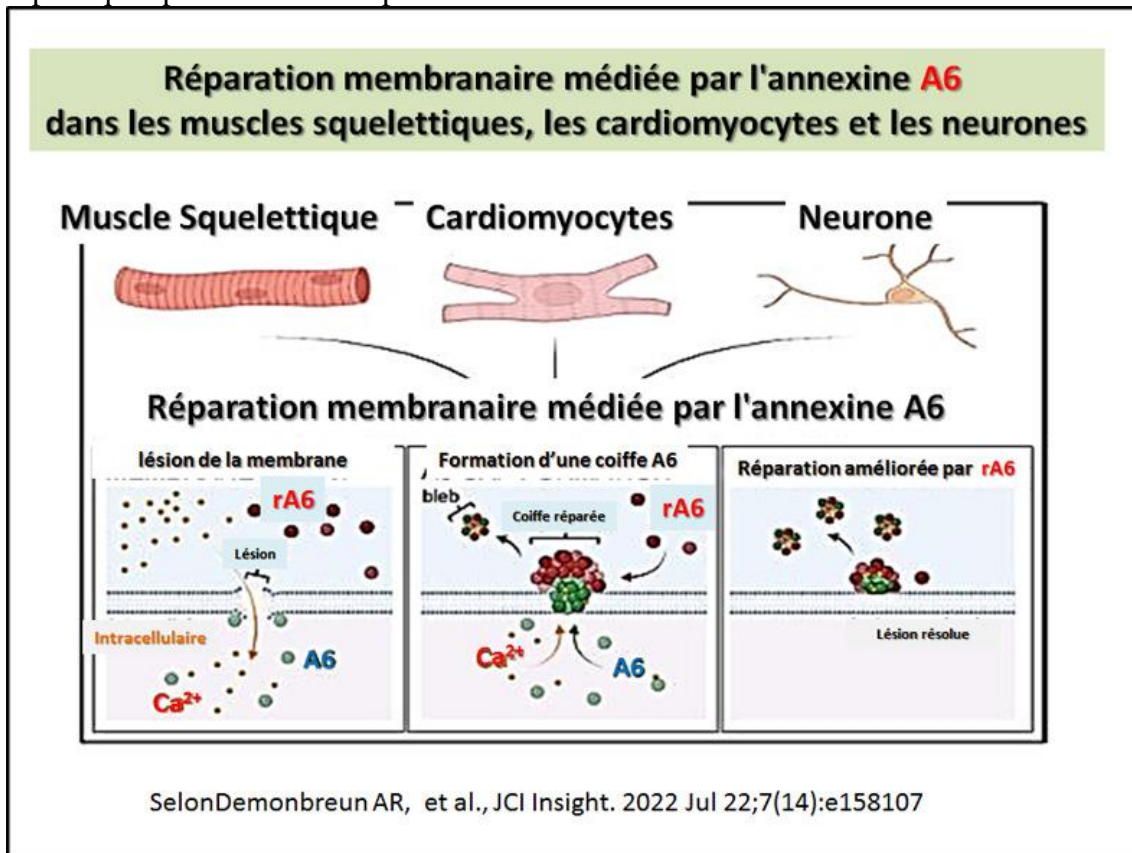 Réparation membranaire médiée par l'annexine A6
dans les muscles squelettiques, les cardiomyocytes et les neurones
Muscle Squelettique
Cardiomyocytes
Neurone
Réparation membranaire médiée par l'annexine A6
lésion de la membrane
rA6
Lésion
Intracellulaire
A6
Ca2+
Formation d'une coiffe A6
bleb
Coiffe réparée
rA6
Ca2+
A6
Réparation améliorée par rA6
Lésion résolue
SelonDemonbreun AR, et al., JCI Insight. 2022 Jul 22;7(14):e158107